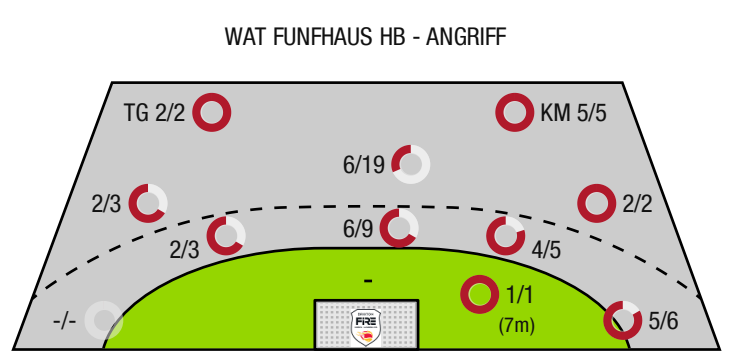 WAT FUNFHAUS HB - ANGRIFF
TG 2/2
KM 5/5
6/19
2/3
2/2
2/3
6/9
4/5
-
1/1
(7m)
-/-
5/6
FIRE